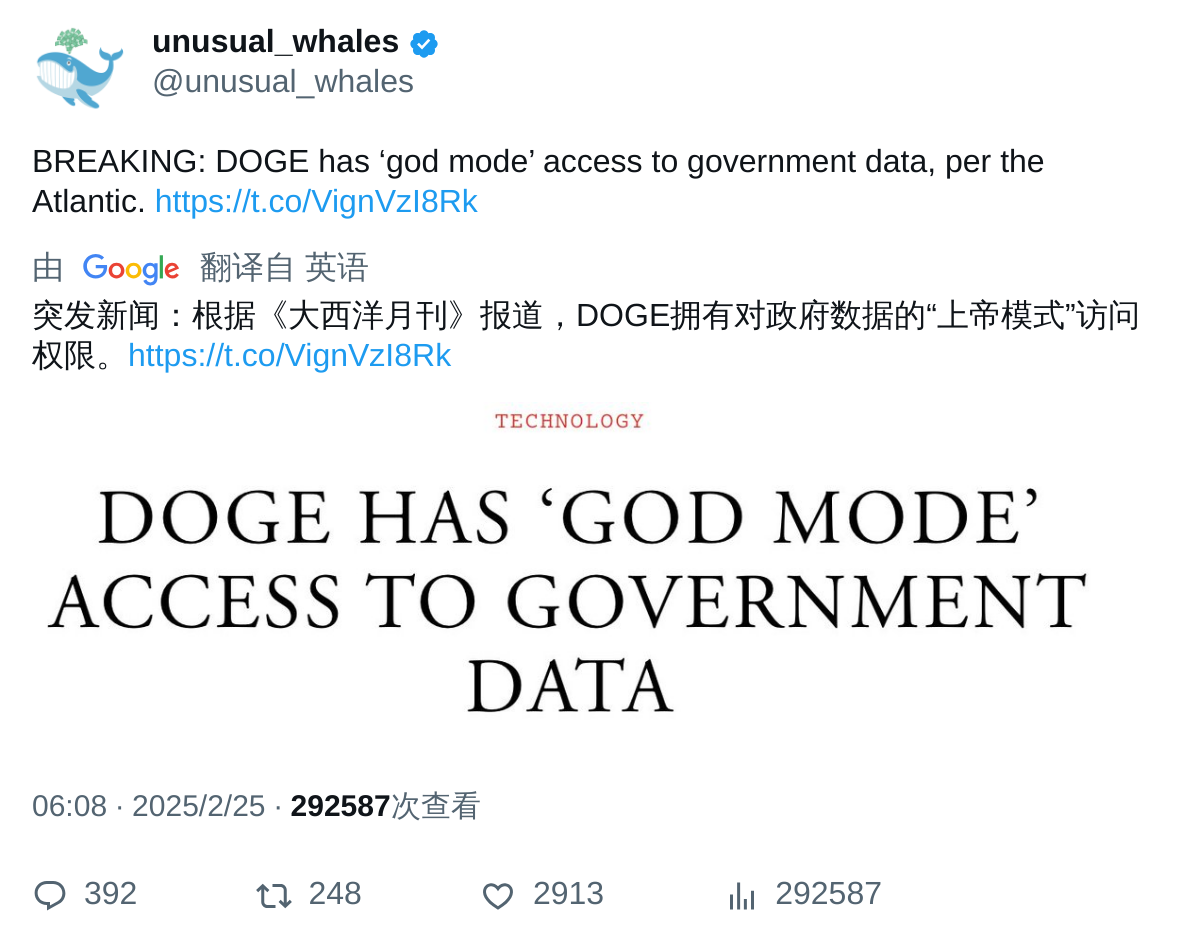 unusual_whales
@unusual_whales
BREAKING: DOGE has ‘god mode’ access to government data, per the
Atlantic. https://t.co/VignVzI8Rk
由 Google 翻译自 英语
突发新闻：根据《大西洋月刊》报道，DOGE拥有对政府数据的“上帝模式”访问
权限。https://t.co/VignVzI8Rk
TECHNOLOGY
DOGE HAS ‘GOD MODE’
ACCESS TO GOVERNMENT
DATA
06:08 · 2025/2/25 · 292587次查看
392 248 2913 292587